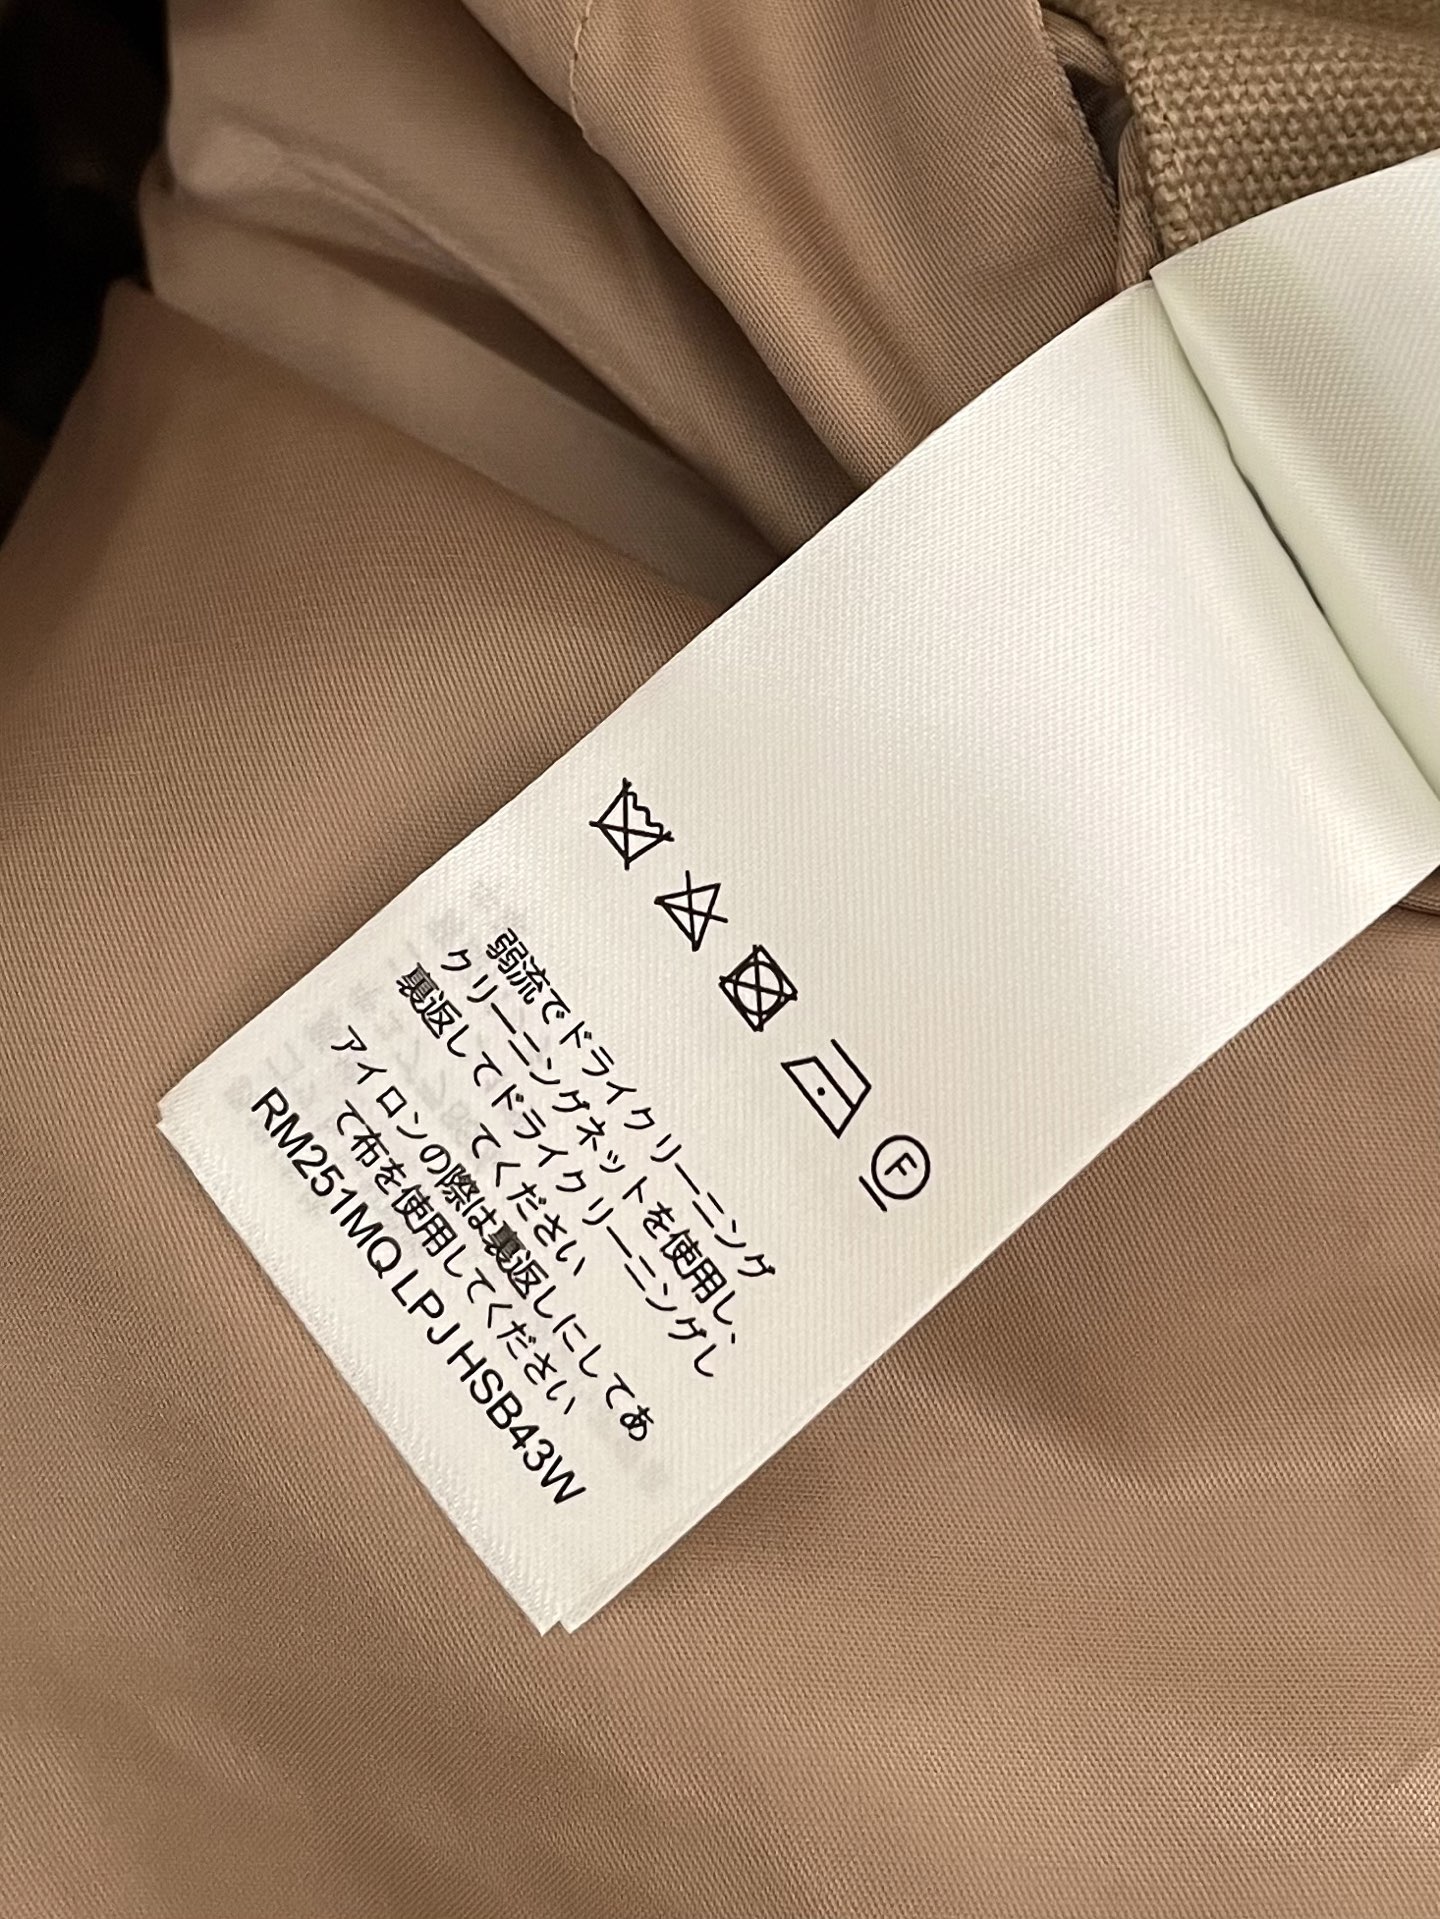 F
弱流でドライクリーニング
クリーニングネットを使用し、
裏返してドライクリーニングし
てください
アイロンの際は裏返しにしてあ
て布を使用してください
RM251MQ LPJ HSB43W